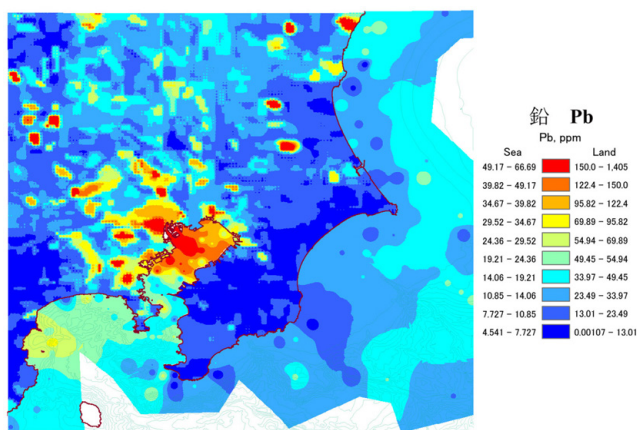 鉛 Pb
Pb, ppm
Sea Land
49.17 – 66.69 150.0 – 1,405
39.82 – 49.17 122.4 – 150.0
34.67 – 39.82 95.82 – 122.4
29.52 – 34.67 69.89 – 95.82
24.36 – 29.52 54.94 – 69.89
19.21 – 24.36 49.45 – 54.94
14.06 – 19.21 33.97 – 49.45
10.85 – 14.06 23.49 – 33.97
7.727 – 10.85 13.01 – 23.49
4.541 – 7.727 0.00107 – 13.01